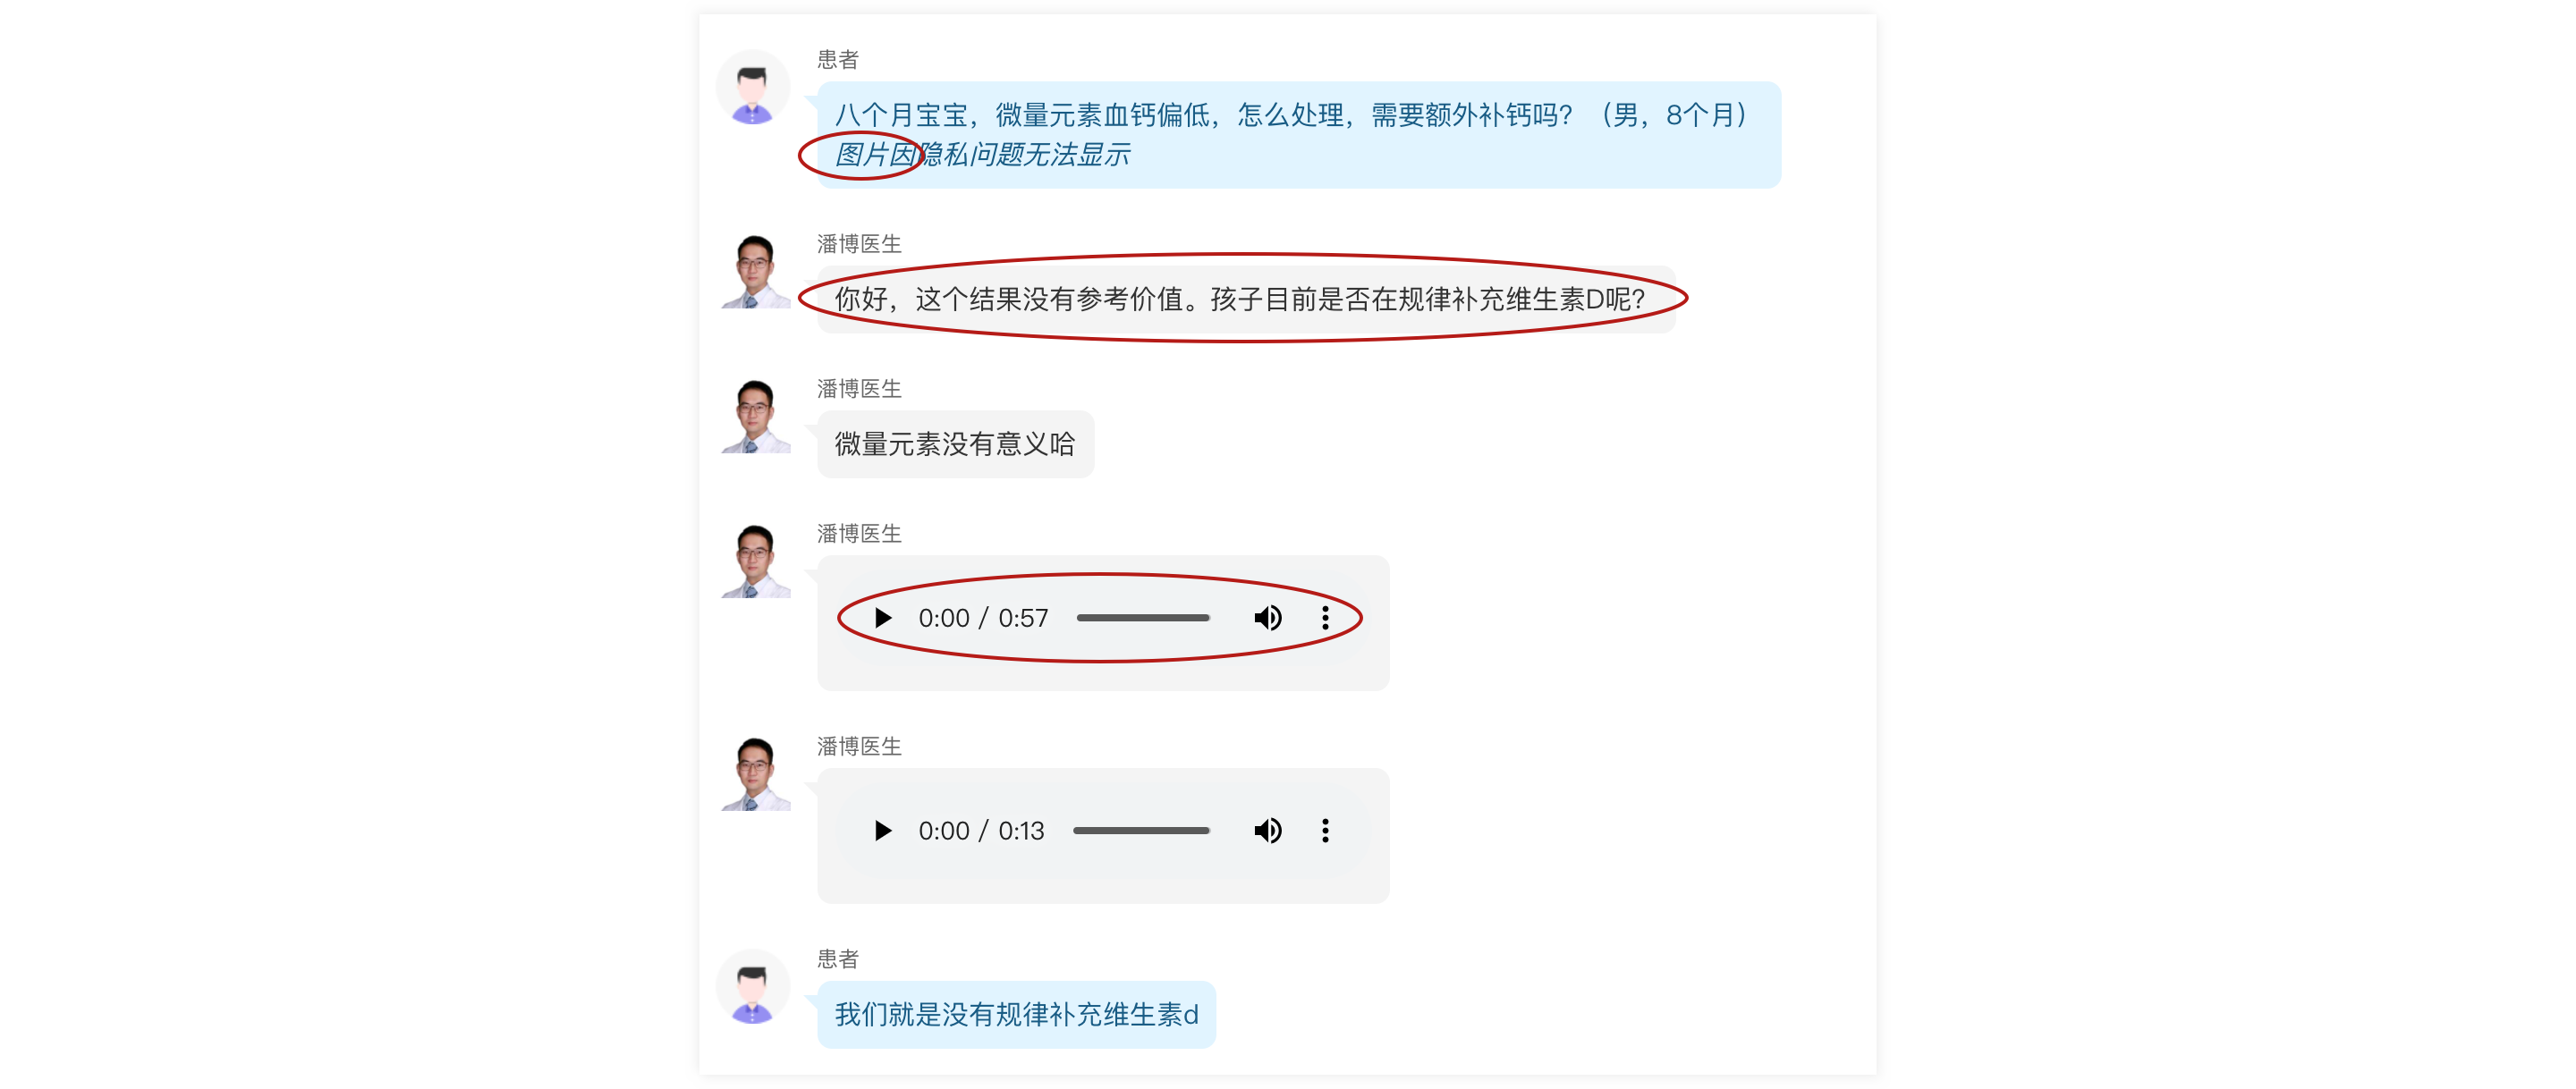 患者
八个月宝宝，微量元素血钙偏低，怎么处理，需要额外补钙吗？（男，8个月）
图片因隐私问题无法显示
潘博医生
你好，这个结果没有参考价值。孩子目前是否在规律补充维生素D呢?
潘博医生
微量元素没有意义哈
潘博医生
0:00 / 0:57
潘博医生
0:00 / 0:13
患者
我们就是没有规律补充维生素d